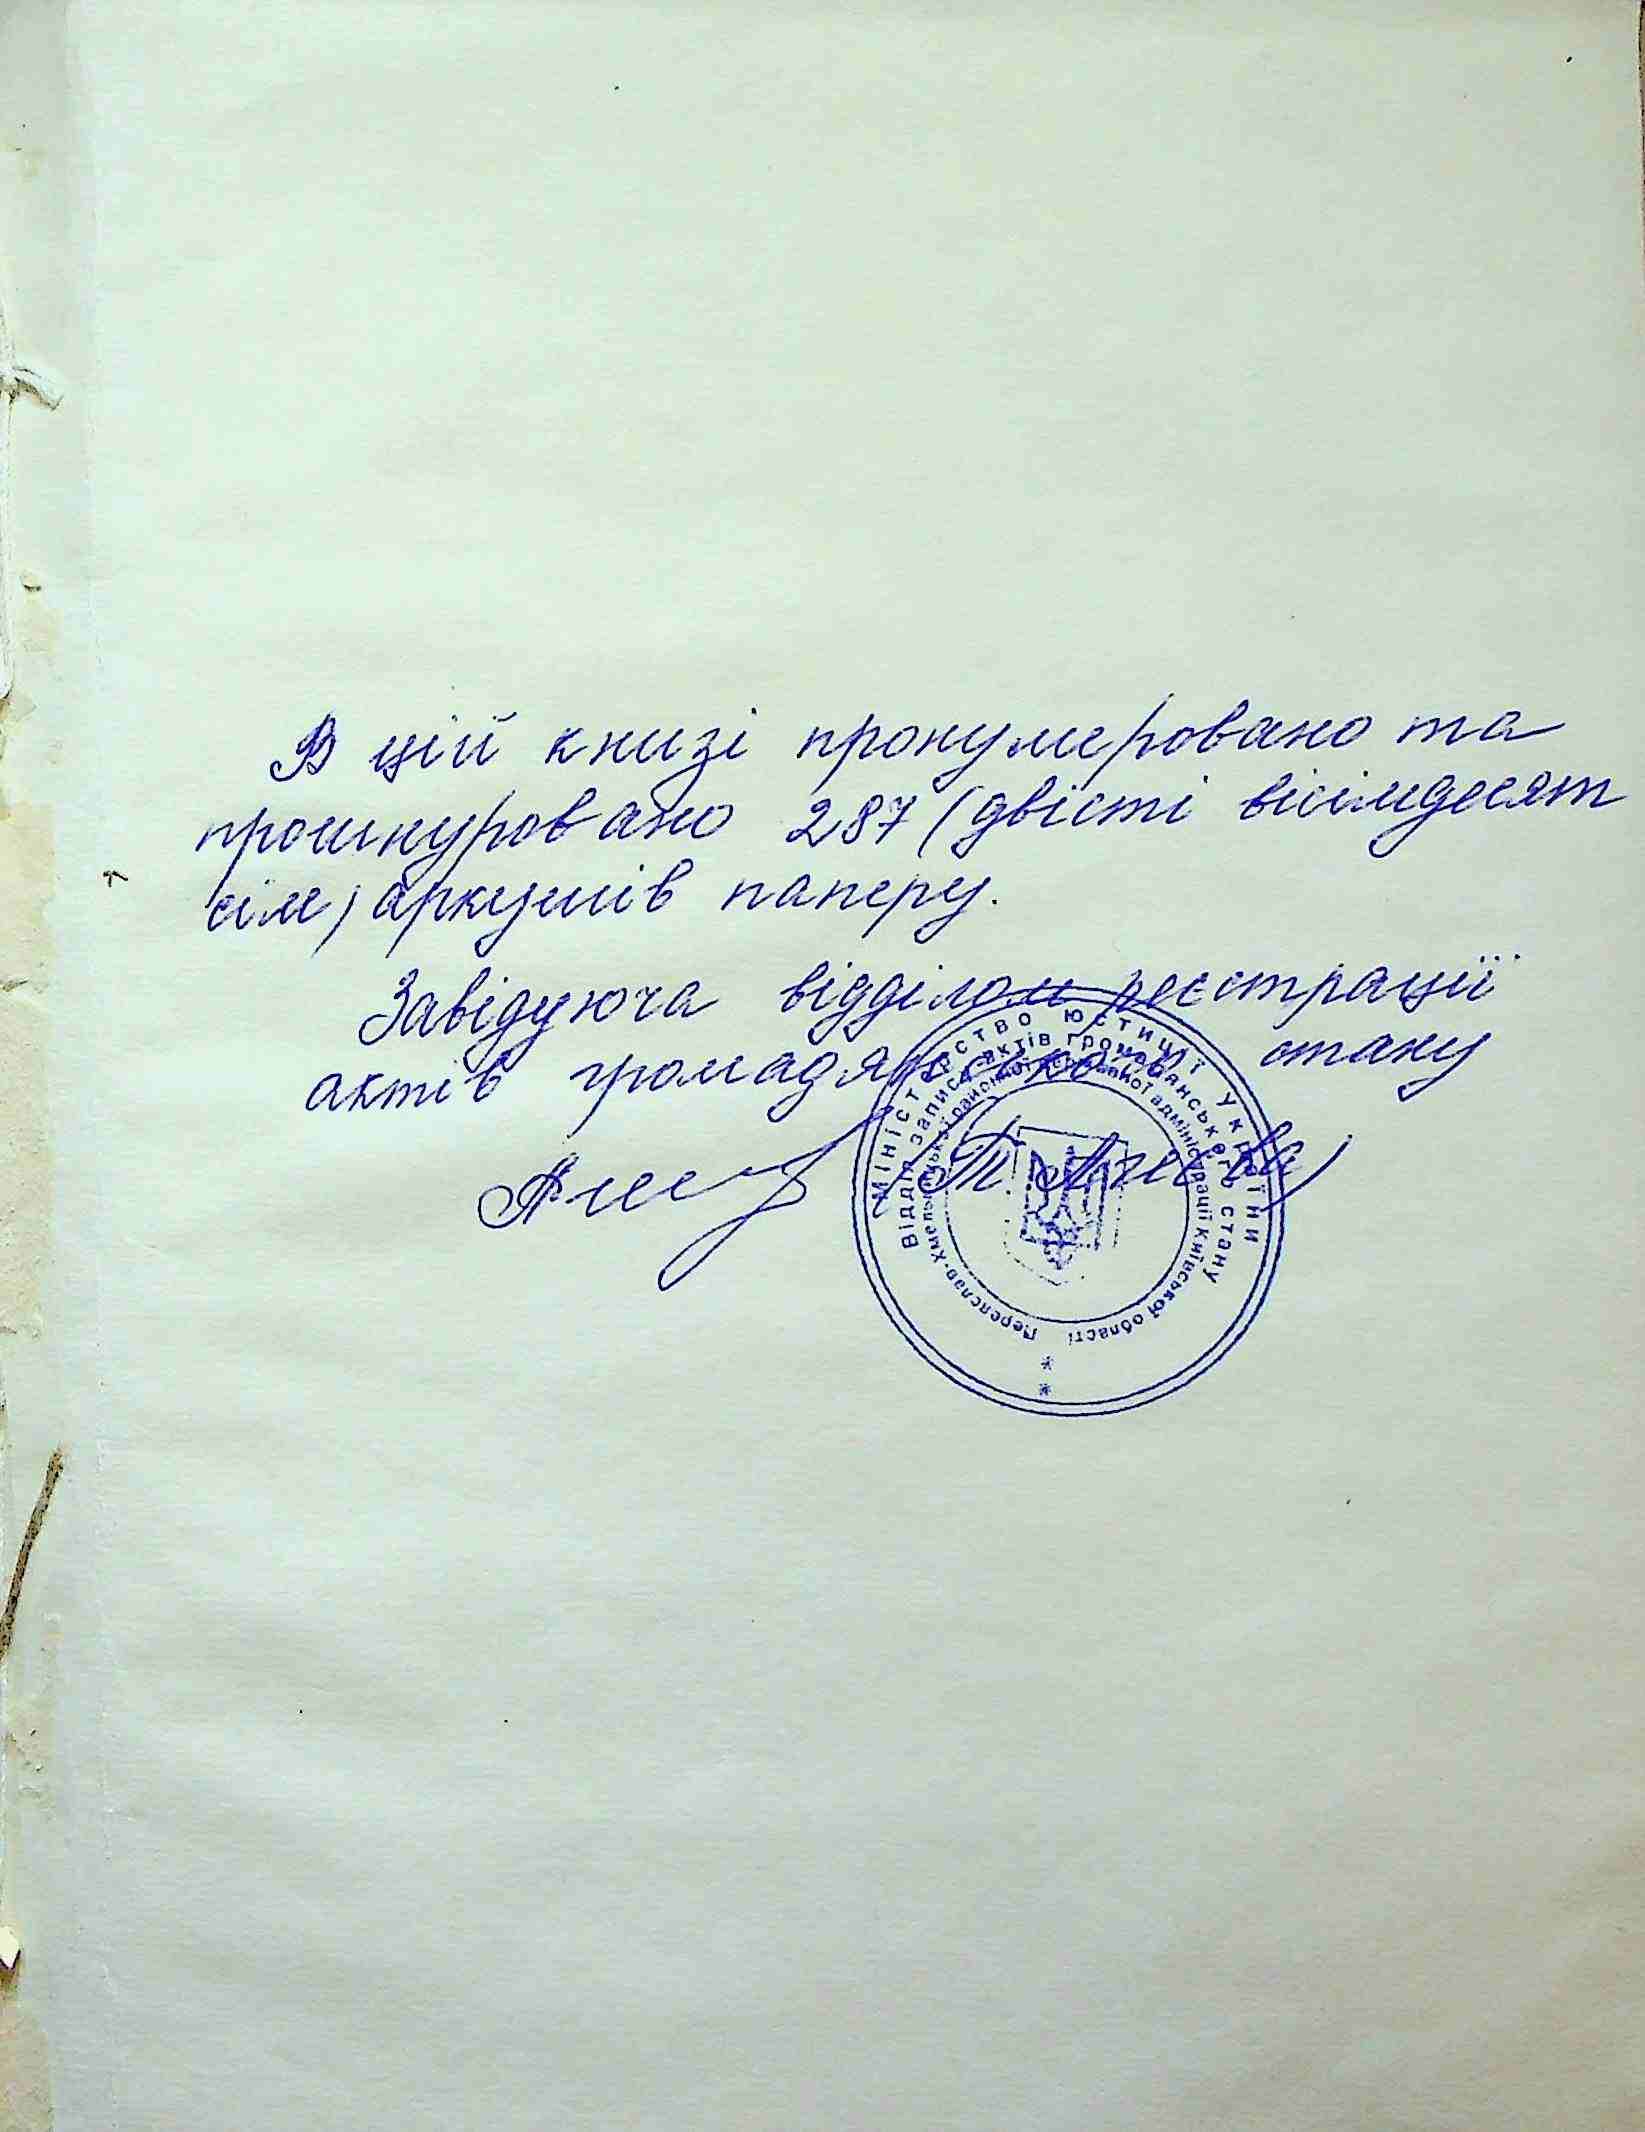 В цій книзі пронумеровано та
прошнуровано 287 (двісті вісімдесят
сім) аркушів паперу.
Завідуюча відділом реєстрації
актів громадянського стану
Міністерство юстиції України
Відділ запису актів громадянського стану
Переяслав-Хмельницької районної державної адміністрації Київської області
* *